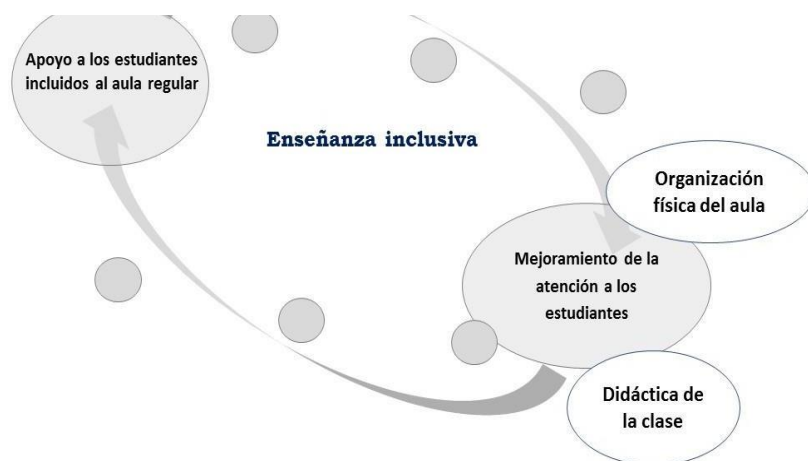 Apoyo a los estudiantes
incluidos al aula regular
Enseñanza inclusiva
Organización
física del aula
Mejoramiento de la
atención a los
estudiantes
Didáctica de
la clase